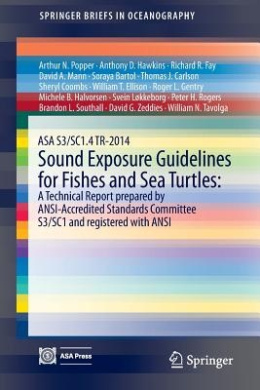 SPRINGER BRIEFS IN OCEANOGRAPHY
Arthur N. Popper · Anthony D. Hawkins · Richard R. Fay
David A. Mann · Soraya Bartol · Thomas J. Carlson
Sheryl Coombs · William T. Ellison · Roger L. Gentry
Michele B. Halvorsen · Svein Løkkeborg · Peter H. Rogers
Brandon L. Southall · David G. Zeddies · William N. Tavolga
ASA S3/SC1.4 TR-2014
Sound Exposure Guidelines
for Fishes and Sea Turtles:
A Technical Report prepared by
ANSI-Accredited Standards Committee
S3/SC1 and registered with ANSI
ASA Press
Springer